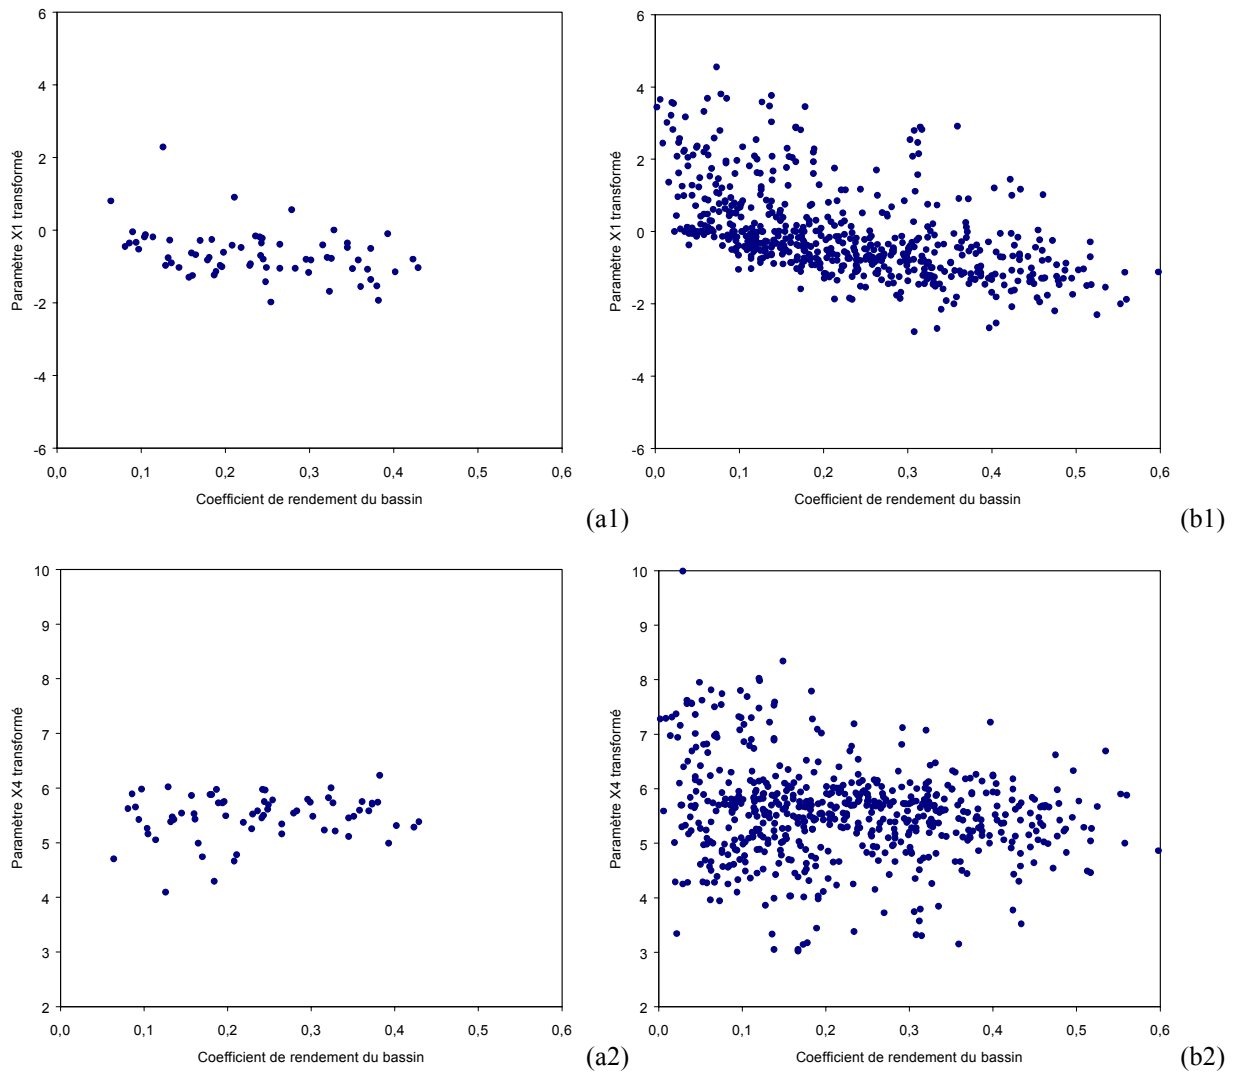 6
4
2
0
-2
-4
-6
Paramètre X1 transformé
0,0 0,1 0,2 0,3 0,4 0,5 0,6
Coefficient de rendement du bassin
(a1)
6
4
2
0
-2
-4
-6
Paramètre X1 transformé
0,0 0,1 0,2 0,3 0,4 0,5 0,6
Coefficient de rendement du bassin
(b1)
10
9
8
7
6
5
4
3
2
Paramètre X4 transformé
0,0 0,1 0,2 0,3 0,4 0,5 0,6
Coefficient de rendement du bassin
(a2)
10
9
8
7
6
5
4
3
2
Paramètre X4 transformé
0,0 0,1 0,2 0,3 0,4 0,5 0,6
Coefficient de rendement du bassin
(b2)